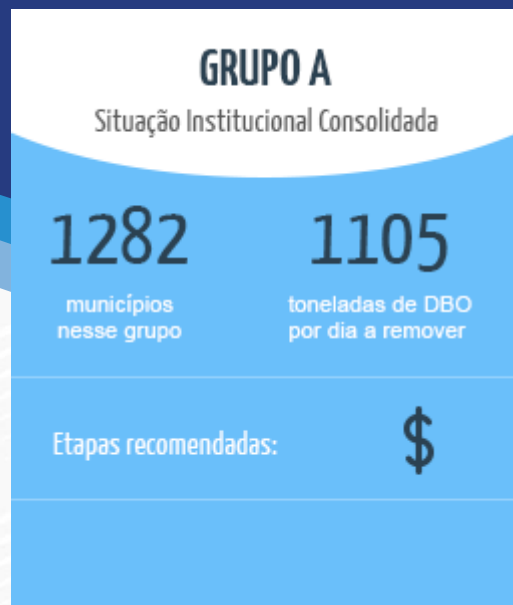 GRUPO A
Situação Institucional Consolidada
1282
municípios
nesse grupo
1105
toneladas de DBO
por dia a remover
Etapas recomendadas:
$